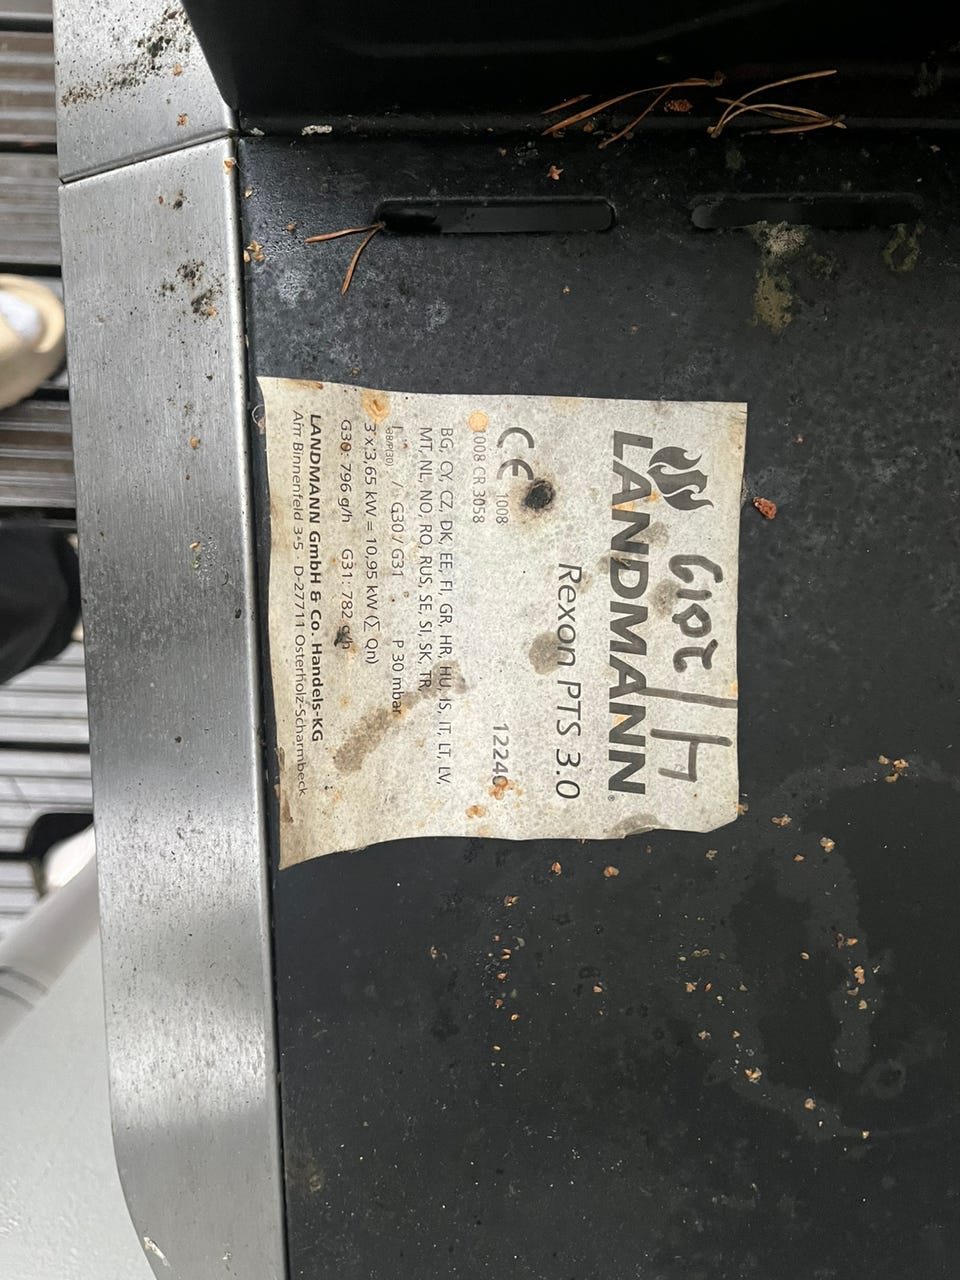 LANDMANN®
Rexon PTS 3.0
CE 1008
1008 CR 3058
BG, CY, CZ, DK, EE, FI, GR, HR, HU, IS, IT, LT, LV,
MT, NL, NO, RO, RUS, SE, SI, SK, TR
/ G30 / G31 P 30 mbar
3 x 3,65 kW = 10,95 kW (Σ Qn)
G30: 796 g/h G31: 782 g/h
LANDMANN GmbH & Co. Handels-KG
Am Binnenfeld 3-5 · D-27711 Osterholz-Scharmbeck